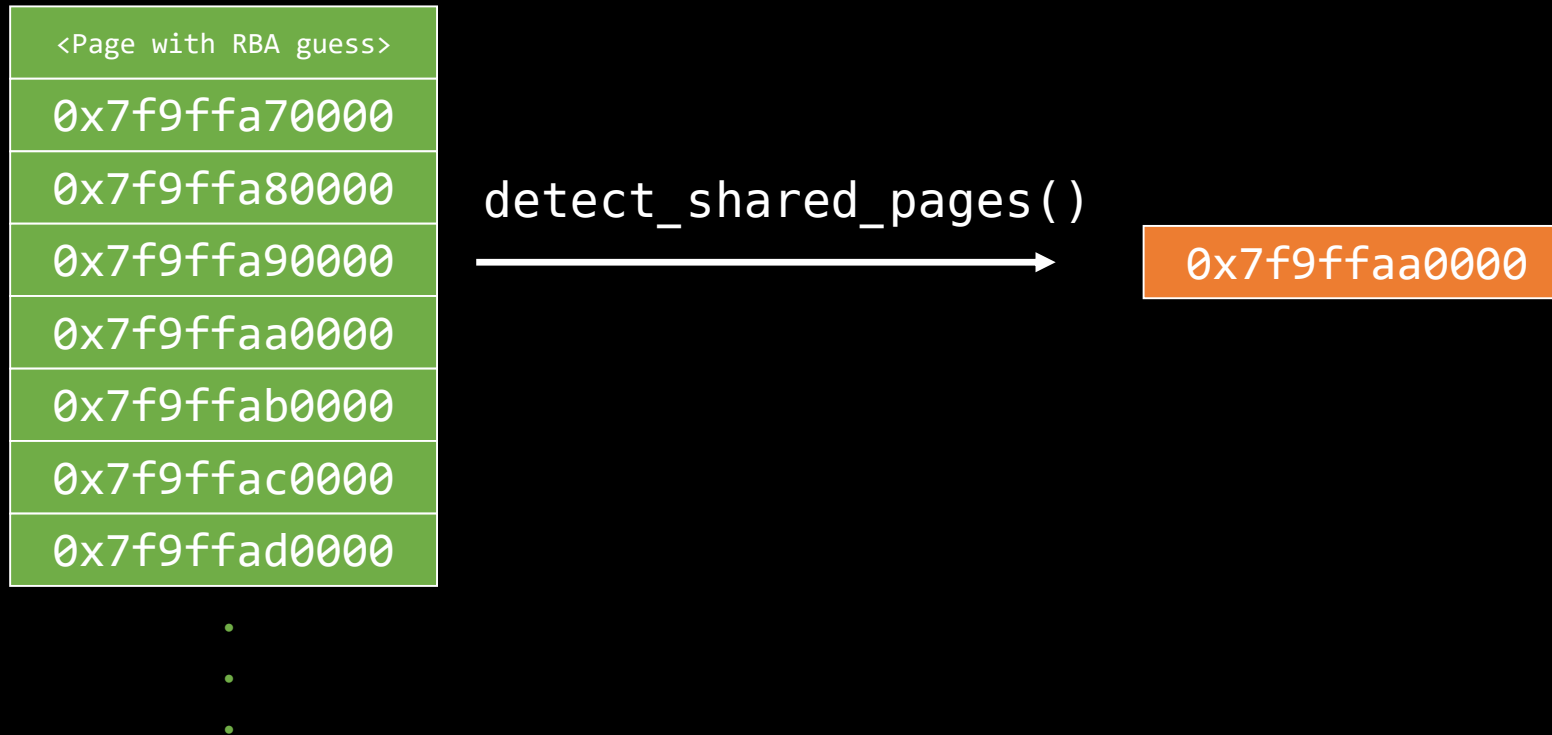 <Page with RBA guess>
0x7f9ffa70000
0x7f9ffa80000
0x7f9ffa90000
0x7f9ffaa0000
0x7f9ffab0000
0x7f9ffac0000
0x7f9ffad0000
detect_shared_pages()
0x7f9ffaa0000